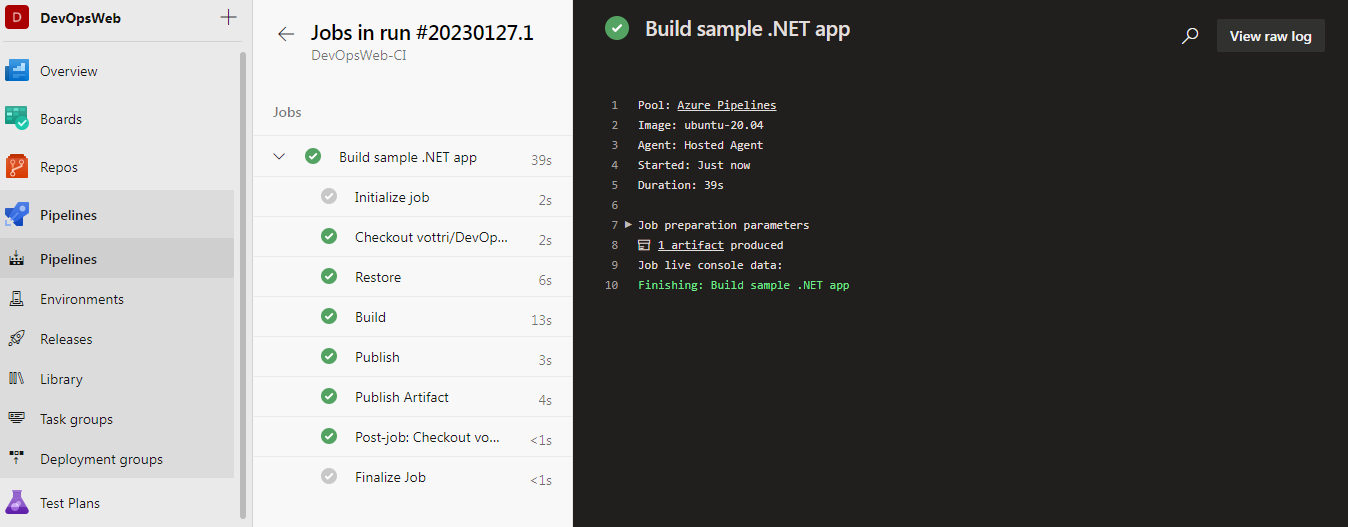 D DevOpsWeb
Overview
Boards
Repos
Pipelines
Pipelines
Environments
Releases
Library
Task groups
Deployment groups
Test Plans
Jobs in run #20230127.1
DevOpsWeb-CI
Jobs
Build sample .NET app 39s
Initialize job 2s
Checkout vottri/DevOp... 2s
Restore 6s
Build 13s
Publish 3s
Publish Artifact 4s
Post-job: Checkout vo... <1s
Finalize Job <1s
Build sample .NET app
View raw log
1 Pool: Azure Pipelines
2 Image: ubuntu-20.04
3 Agent: Hosted Agent
4 Started: Just now
5 Duration: 39s
6
7 Job preparation parameters
8 1 artifact produced
9 Job live console data:
10 Finishing: Build sample .NET app